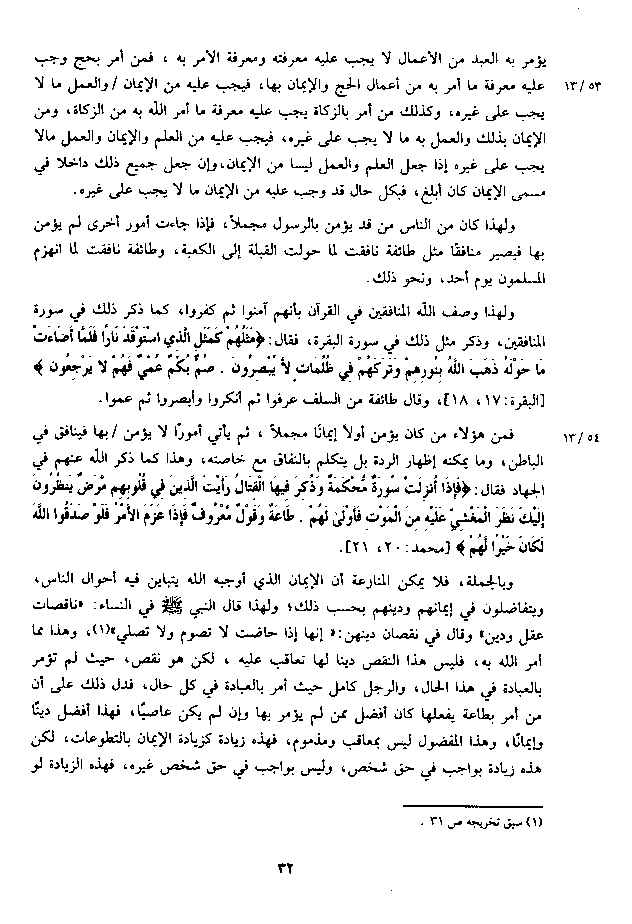 يؤمر به العبد من الأعمال لا يجب عليه معرفته ومعرفة الأمر به ، فمن أمر بحج وجب
١٣/٥٣ عليه معرفة ما أمر به من أعمال الحج والإيمان بها، فيجب عليه من الإيمان / والعمل ما لا
يجب على غيره، وكذلك من أمر بالزكاة يجب عليه معرفة ما أمر الله به من الزكاة، ومن
الإيمان بذلك والعمل به ما لا يجب على غيره، فيجب عليه من العلم والإيمان والعمل مالا
يجب على غيره إذا جعل العلم والعمل ليسا من الإيمان، وإن جعل جميع ذلك داخلا في
مسمى الإيمان كان أبلغ، فبكل حال قد وجب عليه من الإيمان ما لا يجب على غيره.
ولهذا كان من الناس من قد يؤمن بالرسول مجملاً، فإذا جاءت أمور أخرى لم يؤمن
بها فيصير منافقًا مثل طائفة نافقت لما حولت القبلة إلى الكعبة، وطائفة نافقت لما انهزم
المسلمون يوم أحد، ونحو ذلك.
ولهذا وصف الله المنافقين في القرآن بأنهم آمنوا ثم كفروا، كما ذكر ذلك في سورة
المنافقين، وذكر مثل ذلك في سورة البقرة، فقال: ﴿مَثَلُهُمْ كَمَثَلِ الَّذِي اسْتَوْقَدَ نَارًا فَلَمَّا أَضَاءَتْ
مَا حَوْلَهُ ذَهَبَ اللَّهُ بِنُورِهِمْ وَتَرَكَهُمْ فِي ظُلُمَاتٍ لاَّ يُبْصِرُونَ . صُمٌّ بُكْمٌ عُمْيٌ فَهُمْ لا يَرْجِعُونَ ﴾
[البقرة: ١٧، ١٨]، وقال طائفة من السلف عرفوا ثم أنكروا وأبصروا ثم عموا.
١٣/٥٤ فمن هؤلاء من كان يؤمن أولاً إيمانًا مجملاً ، ثم يأتي أمورًا لا يؤمن / بها فينافق في
الباطن، وما يمكنه إظهار الردة بل يتكلم بالنفاق مع خاصته، وهذا كما ذكر الله عنهم في
الجهاد فقال: ﴿فَإِذَا أُنزِلَتْ سُورَةٌ مُّحْكَمَةٌ وَذُكِرَ فِيهَا الْقِتَالُ رَأَيْتَ الَّذِينَ فِي قُلُوبِهِم مَّرَضٌ يَنظُرُونَ
إِلَيْكَ نَظَرَ الْمَغْشِيِّ عَلَيْهِ مِنَ الْمَوْتِ فَأَوْلَىٰ لَهُمْ . طَاعَةٌ وَقَوْلٌ مَّعْرُوفٌ فَإِذَا عَزَمَ الأَمْرُ فَلَوْ صَدَقُوا اللَّهَ
لَكَانَ خَيْرًا لَّهُمْ ﴾ [محمد: ٢٠، ٢١].
وبالجملة، فلا يمكن المنازعة أن الإيمان الذي أوجبه الله يتباين فيه أحوال الناس،
ويتفاضلون في إيمانهم ودينهم بحسب ذلك؛ ولهذا قال النبي ﷺ في النساء: «ناقصات
عقل ودين» وقال في نقصان دينهن: « إنها إذا حاضت لا تصوم ولا تصلي»(١)، وهذا مما
أمر الله به، فليس هذا النقص دينا لها تعاقب عليه ، لكن هو نقص، حيث لم تؤمر
بالعبادة في هذا الحال، والرجل كامل حيث أمر بالعبادة في كل حال، فدل ذلك على أن
من أمر بطاعة يفعلها كان أفضل ممن لم يؤمر بها وإن لم يكن عاصيًا، فهذا أفضل دينًا
وإيمانًا، وهذا المفضول ليس بمعاقب ومذموم، فهذه زيادة كزيادة الإيمان بالتطوعات، لكن
هذه زيادة بواجب في حق شخص، وليس بواجب في حق شخص غيره، فهذه الزيادة لو
(١) سبق تخريجه ص ٣١ .
٣٢